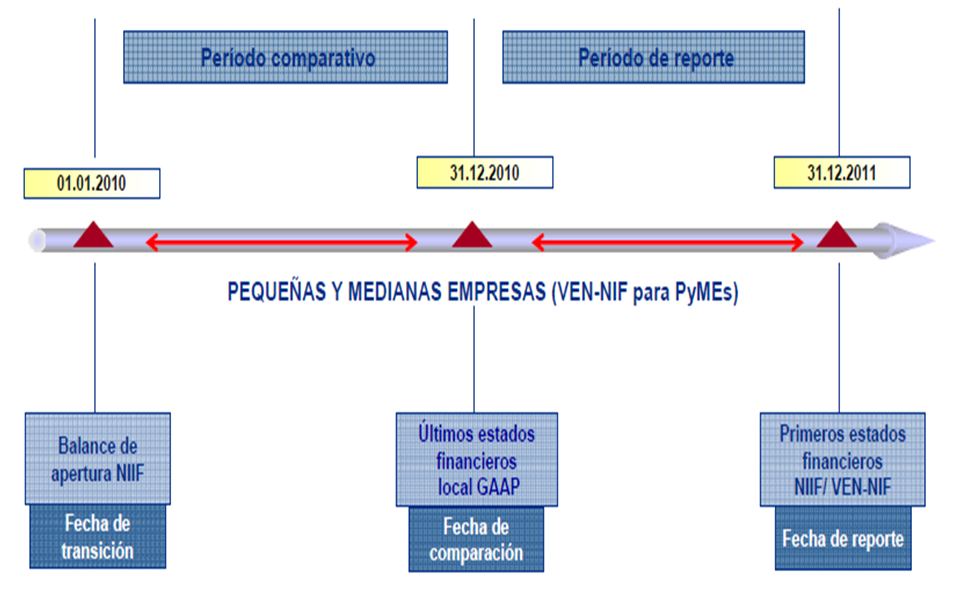 Período comparativo
Período de reporte
01.01.2010
31.12.2010
31.12.2011
PEQUEÑAS Y MEDIANAS EMPRESAS (VEN-NIF para PyMEs)
Balance de
apertura NIIF
Fecha de
transición
Últimos estados
financieros
local GAAP
Fecha de
comparación
Primeros estados
financieros
NIIF/ VEN-NIF
Fecha de reporte